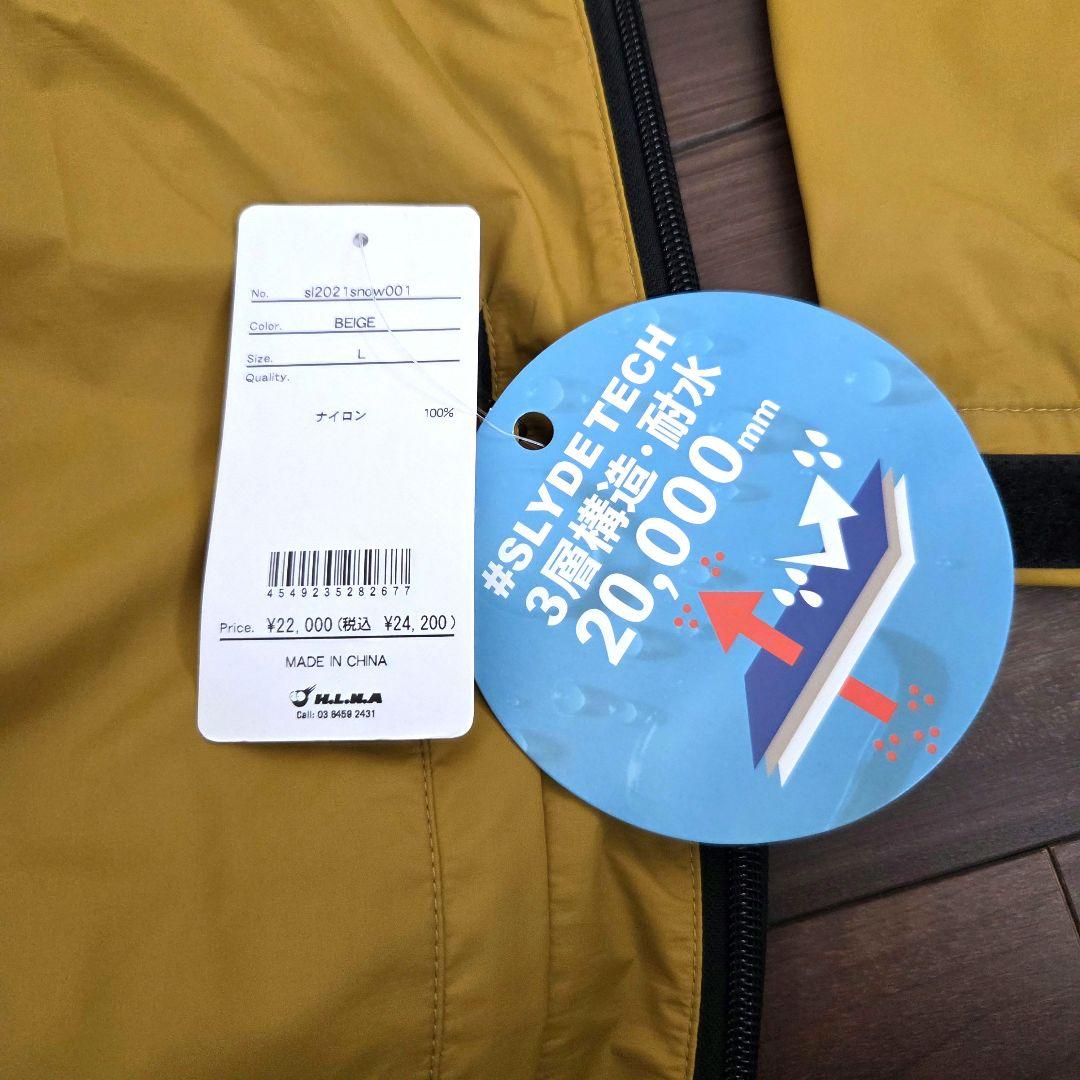 No. sl2021snow001
Color. BEIGE
Size. L
Quality.
ナイロン 100%
4549235282677
Price. ¥22,000(税込 ¥24,200)
MADE IN CHINA
H.L.N.A
Call: 03 6459 2431
#SLYDE TECH
3層構造・耐水
20,000mm